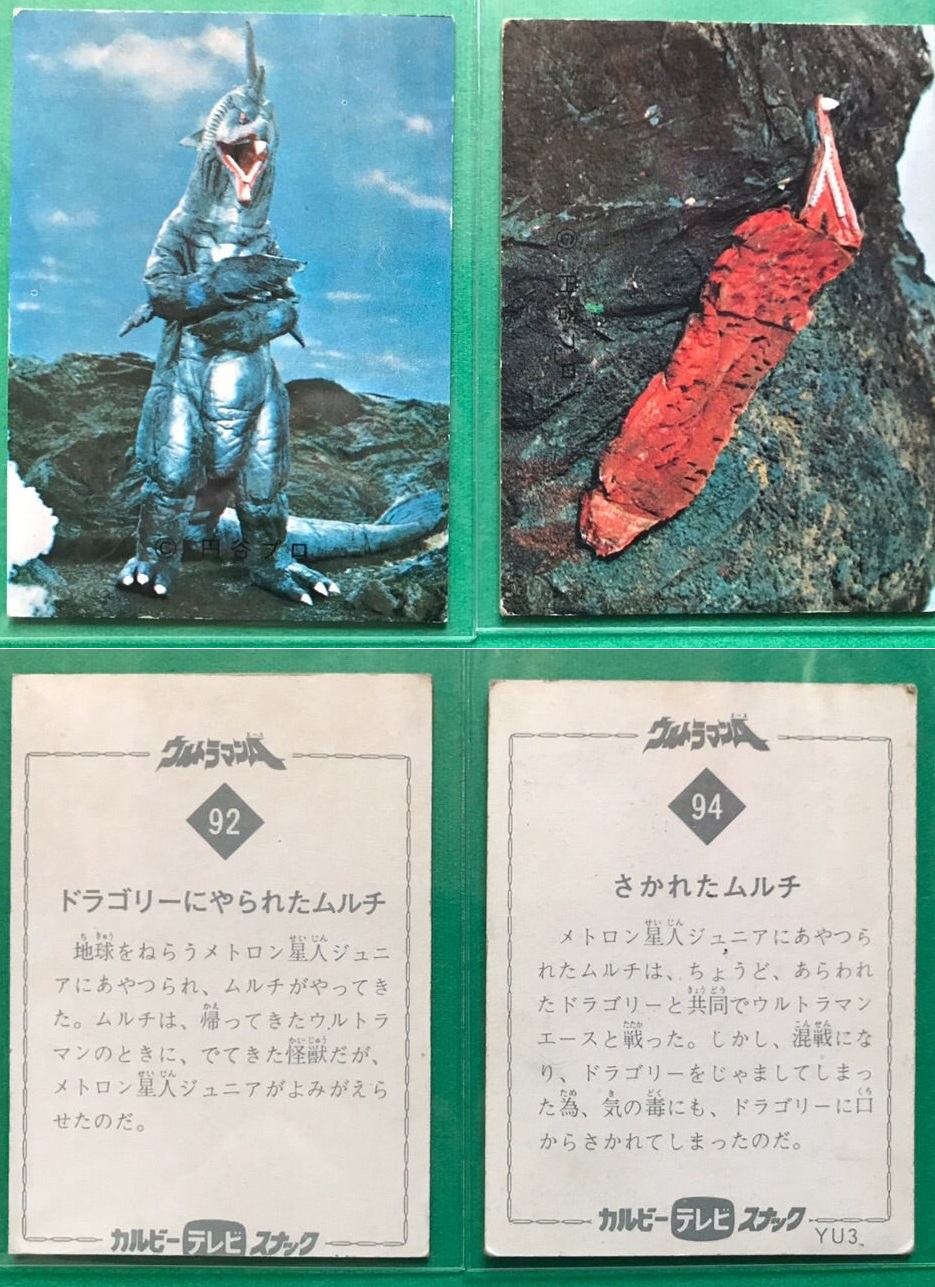 © 円谷プロ
© 円谷プロ
ウルトラマンA
エース
92
ドラゴリーにやられたムルチ
地球をねらうメトロン星人ジュニ
アにあやつられ、ムルチがやってき
た。ムルチは、帰ってきたウルトラ
マンのときに、でてきた怪獣だが、
メトロン星人ジュニアがよみがえら
せたのだ。
カルビー テレビ スナック
ウルトラマンA
エース
94
さかれたムルチ
メトロン星人ジュニアにあやつら
れたムルチは、ちょうど、あらわれ
たドラゴリーと共同でウルトラマン
エースと戦った。しかし、混戦にな
り、ドラゴリーをじゃましてしまっ
た為、気の毒にも、ドラゴリーに口
からさかれてしまったのだ。
カルビー テレビ スナック
YU3